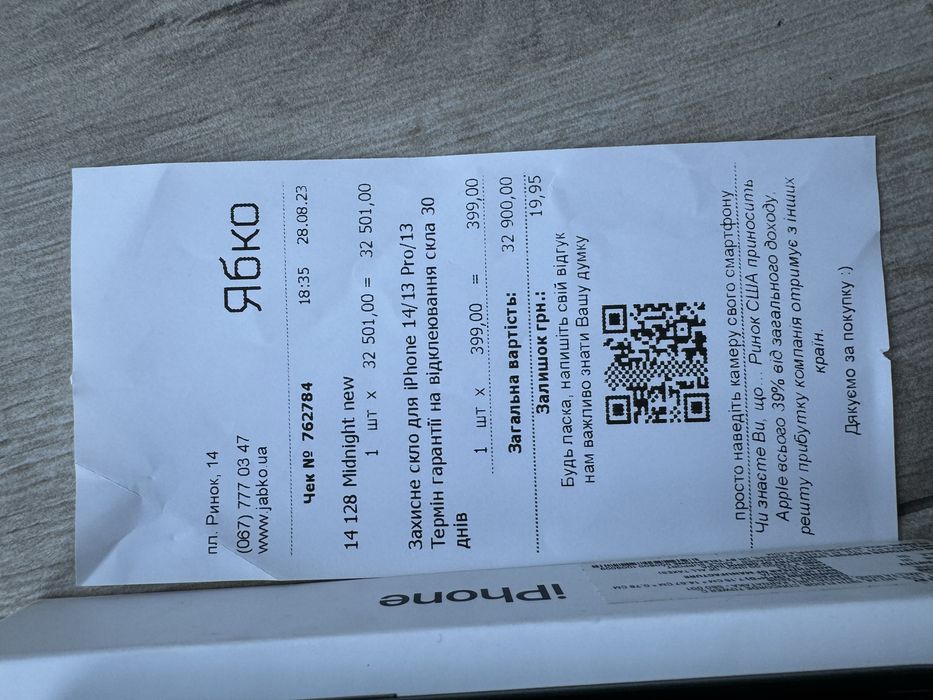 Ябко
пл. Ринок, 14
(067) 777 03 47
www.jabko.ua
Чек № 762784 18:35 28.08.23
14 128 Midnight new
1 шт х 32 501,00 = 32 501,00
Захисне скло для iPhone 14/13 Pro/13
Термін гарантії на відклеювання скла 30
днів
1 шт х 399,00 = 399,00
Загальна вартість: 32 900,00
Залишок грн.: 19,95
Будь ласка, напишіть свій відгук
нам важливо знати Вашу думку
просто наведіть камеру свого смартфону
Чи знаєте Ви, що... Ринок США приносить
Apple всього 39% від загального доходу,
решту прибутку компанія отримує з інших
країн.
Дякуємо за покупку :)
iPhone